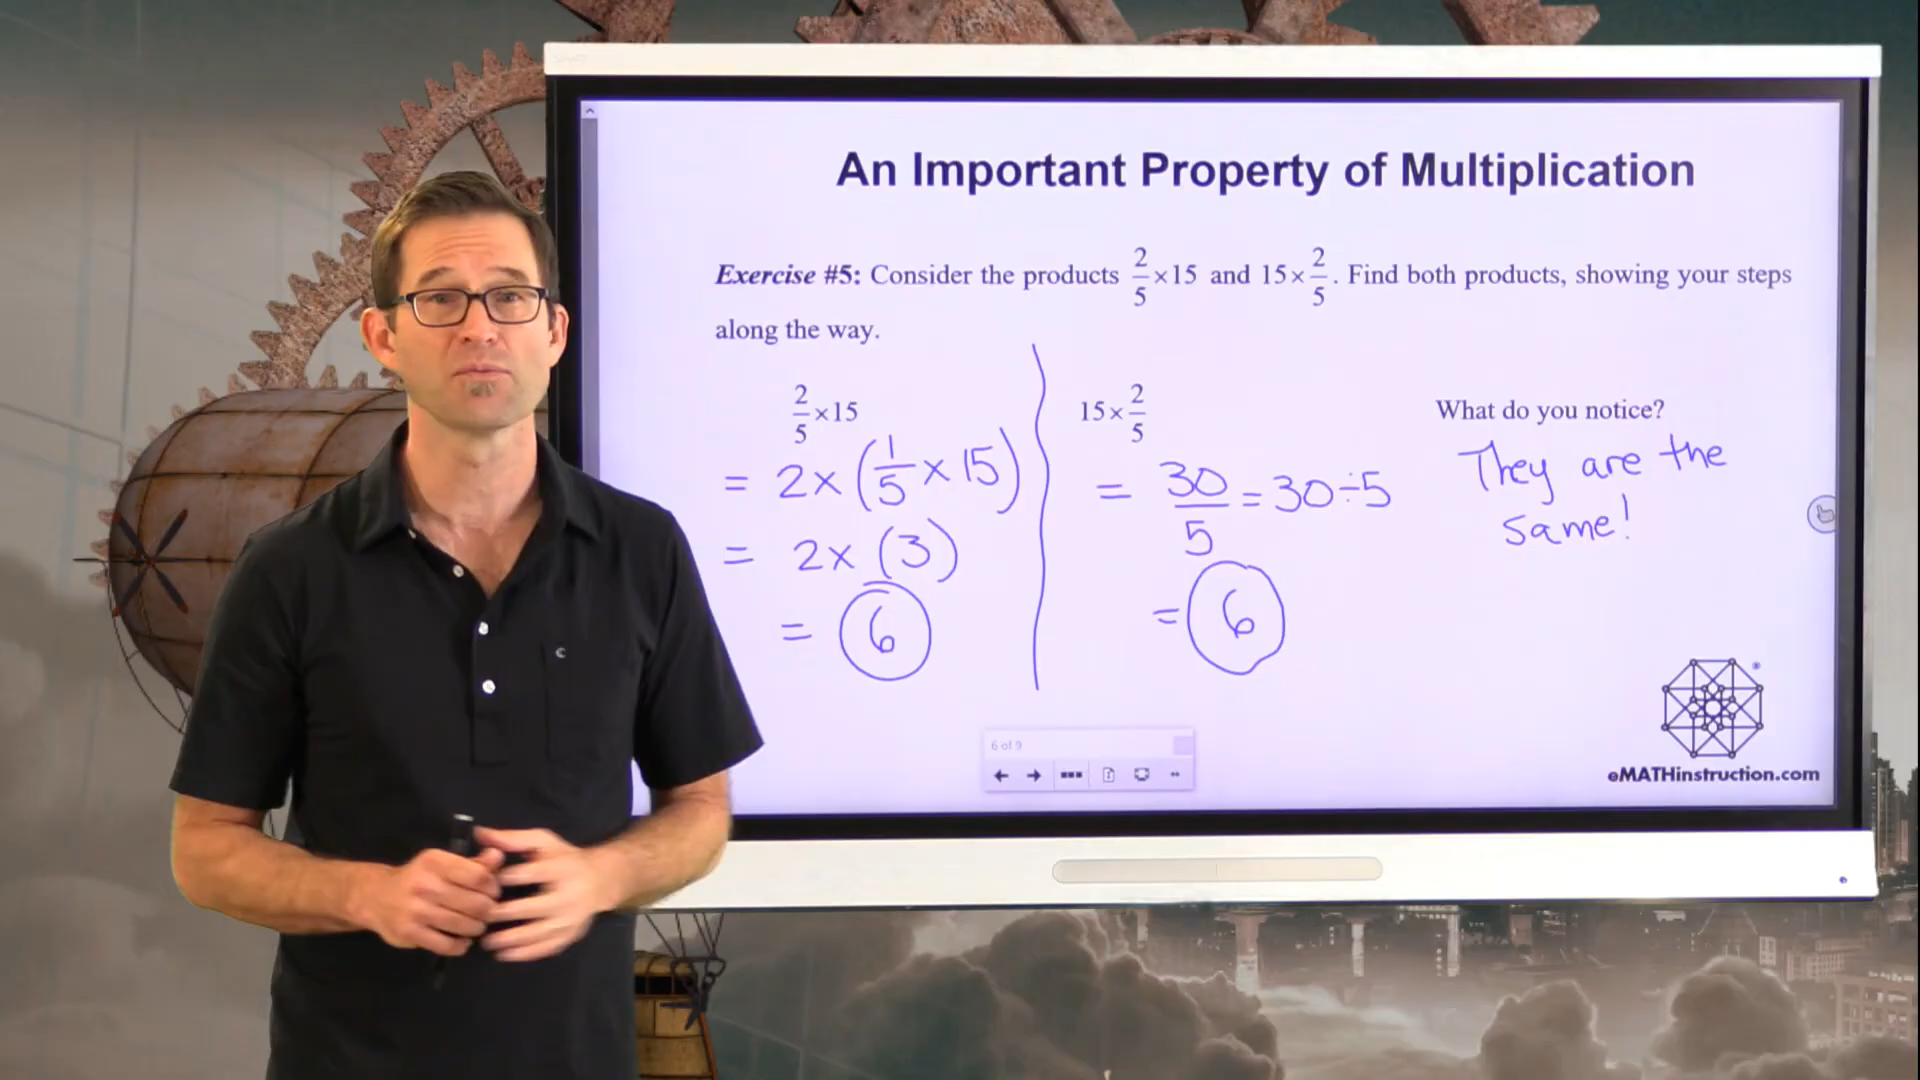 An Important Property of Multiplication
Exercise #5: Consider the products 2/5 ×15 and 15× 2/5. Find both products, showing your steps
along the way.
2/5 ×15
= 2 × (1/5 × 15)
= 2 × (3)
= 6
15× 2/5
= 30/5 = 30÷5
= 6
What do you notice?
They are the
same!
6 of 9
®
eMATHinstruction.com